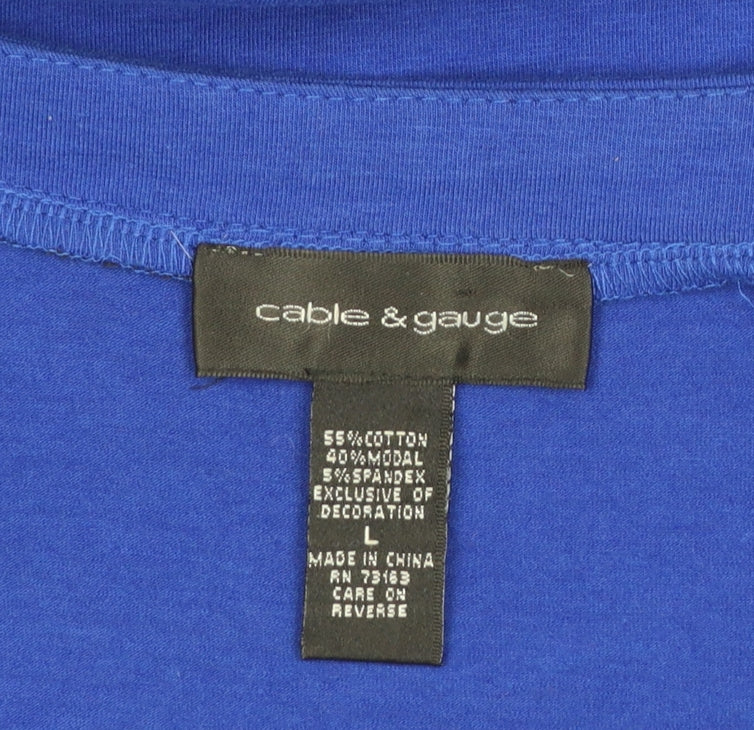 cable & gauge
55%COTTON
40%MODAL
5%SPANDEX
EXCLUSIVE OF
DECORATION
L
MADE IN CHINA
RN 73163
CARE ON
REVERSE